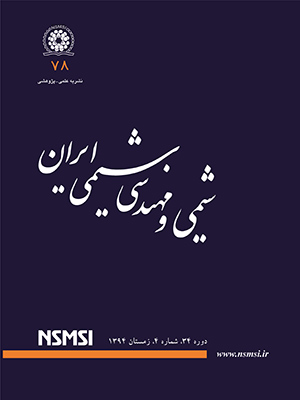 ۷۸
نشریه علمی - پژوهشی
شیمی و مهندسی شیمی ایران
NSMSI
دوره ۳۴، شماره ۴، زمستان ۱۳۹۴
www.nsmsi.ir